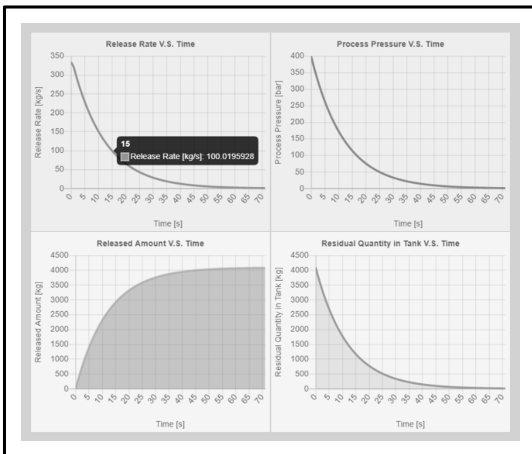 Release Rate V.S. Time
Release Rate [kg/s]
350
300
250
200
150
100
50
0
15
Release Rate [kg/s]: 100.0195928
0 5 10 15 20 25 30 35 40 45 50 55 60 65 70
Time [s]
Process Pressure V.S. Time
Process Pressure [bar]
400
350
300
250
200
150
100
50
0
0 5 10 15 20 25 30 35 40 45 50 55 60 65 70
Time [s]
Released Amount V.S. Time
Released Amount [kg]
4500
4000
3500
3000
2500
2000
1500
1000
500
0
0 5 10 15 20 25 30 35 40 45 50 55 60 65 70
Time [s]
Residual Quantity in Tank V.S. Time
Residual Quantity in Tank [kg]
4500
4000
3500
3000
2500
2000
1500
1000
500
0
0 5 10 15 20 25 30 35 40 45 50 55 60 65 70
Time [s]